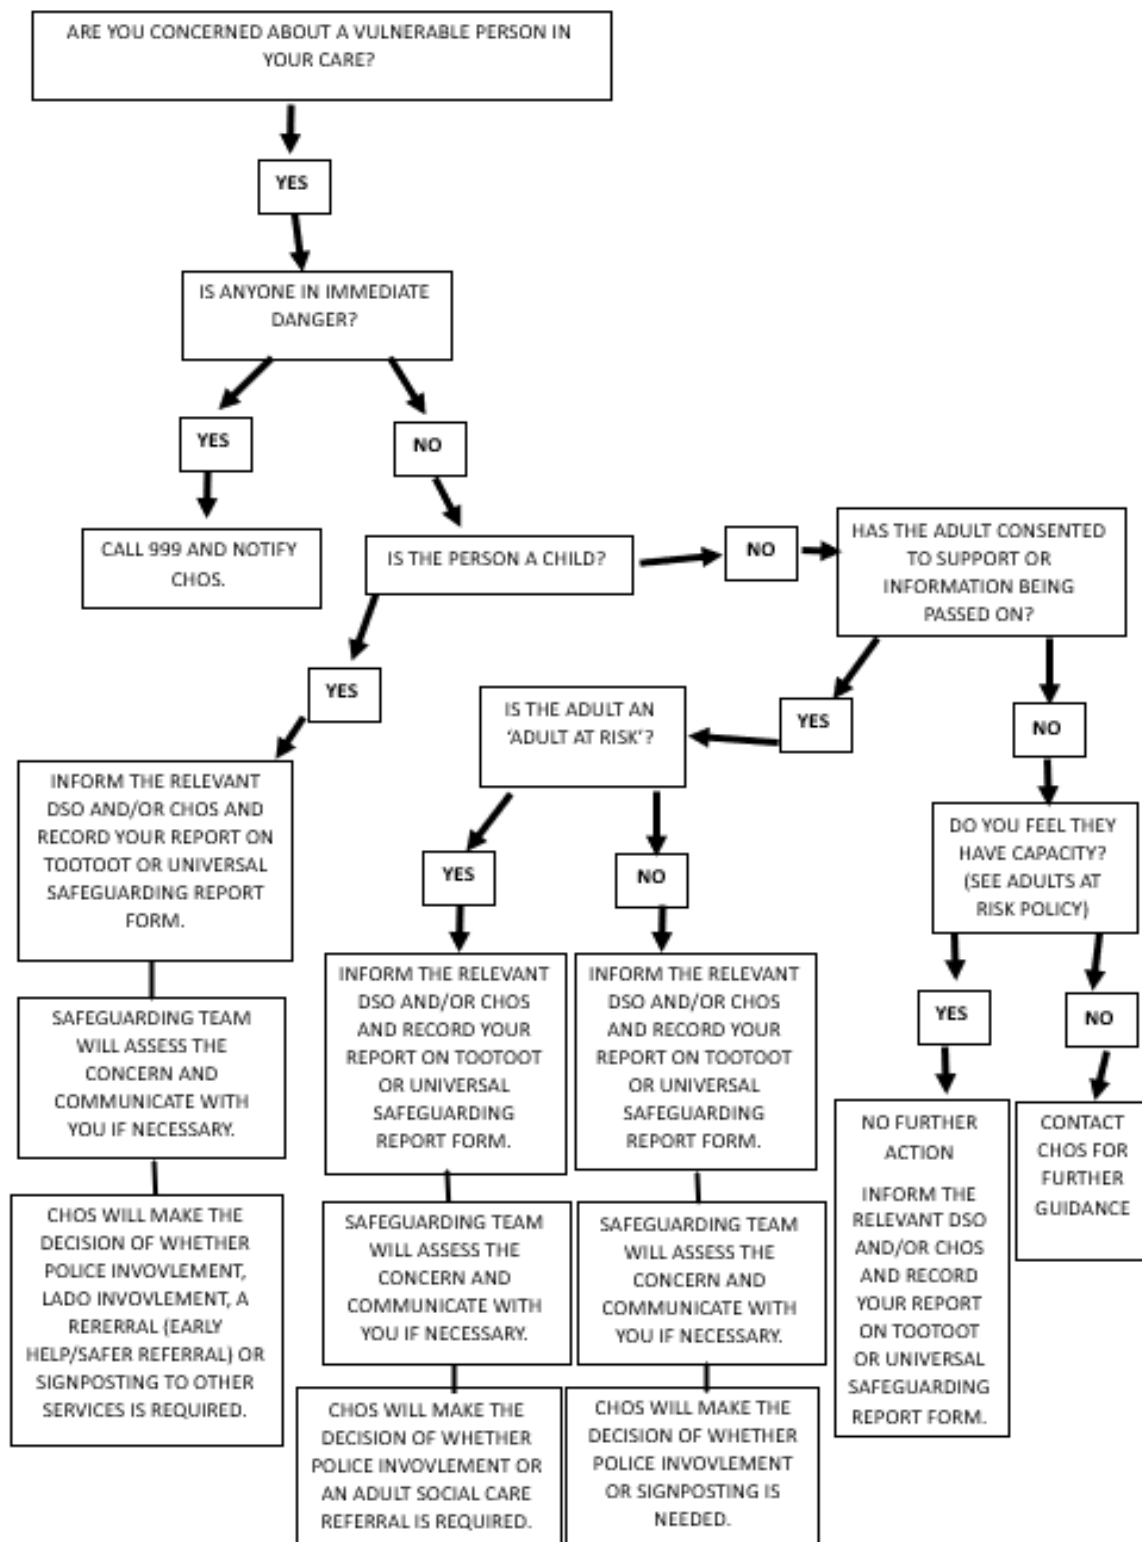 ARE YOU CONCERNED ABOUT A VULNERABLE PERSON IN
YOUR CARE?
YES
IS ANYONE IN IMMEDIATE
DANGER?
YES
NO
CALL 999 AND NOTIFY
CHOS.
IS THE PERSON A CHILD?
NO
HAS THE ADULT CONSENTED
TO SUPPORT OR
INFORMATION BEING
PASSED ON?
YES
IS THE ADULT AN
‘ADULT AT RISK’?
YES
NO
INFORM THE RELEVANT
DSO AND/OR CHOS AND
RECORD YOUR REPORT ON
TOOTOOT OR UNIVERSAL
SAFEGUARDING REPORT
FORM.
YES
NO
DO YOU FEEL THEY
HAVE CAPACITY?
(SEE ADULTS AT
RISK POLICY)
SAFEGUARDING TEAM
WILL ASSESS THE
CONCERN AND
COMMUNICATE WITH
YOU IF NECESSARY.
INFORM THE RELEVANT
DSO AND/OR CHOS
AND RECORD YOUR
REPORT ON TOOTOOT
OR UNIVERSAL
SAFEGUARDING
REPORT FORM.
INFORM THE RELEVANT
DSO AND/OR CHOS
AND RECORD YOUR
REPORT ON TOOTOOT
OR UNIVERSAL
SAFEGUARDING
REPORT FORM.
YES
NO
NO FURTHER
ACTION
INFORM THE
RELEVANT DSO
AND/OR CHOS
AND RECORD
YOUR REPORT
ON TOOTOOT
OR UNIVERSAL
SAFEGUARDING
REPORT FORM.
CONTACT
CHOS FOR
FURTHER
GUIDANCE
CHOS WILL MAKE THE
DECISION OF WHETHER
POLICE INVOVLEMENT,
LADO INVOVLEMENT, A
RERERRAL (EARLY
HELP/SAFER REFERRAL) OR
SIGNPOSTING TO OTHER
SERVICES IS REQUIRED.
SAFEGUARDING TEAM
WILL ASSESS THE
CONCERN AND
COMMUNICATE WITH
YOU IF NECESSARY.
SAFEGUARDING TEAM
WILL ASSESS THE
CONCERN AND
COMMUNICATE WITH
YOU IF NECESSARY.
CHOS WILL MAKE THE
DECISION OF WHETHER
POLICE INVOVLEMENT OR
AN ADULT SOCIAL CARE
REFERRAL IS REQUIRED.
CHOS WILL MAKE THE
DECISION OF WHETHER
POLICE INVOVLEMENT
OR SIGNPOSTING IS
NEEDED.